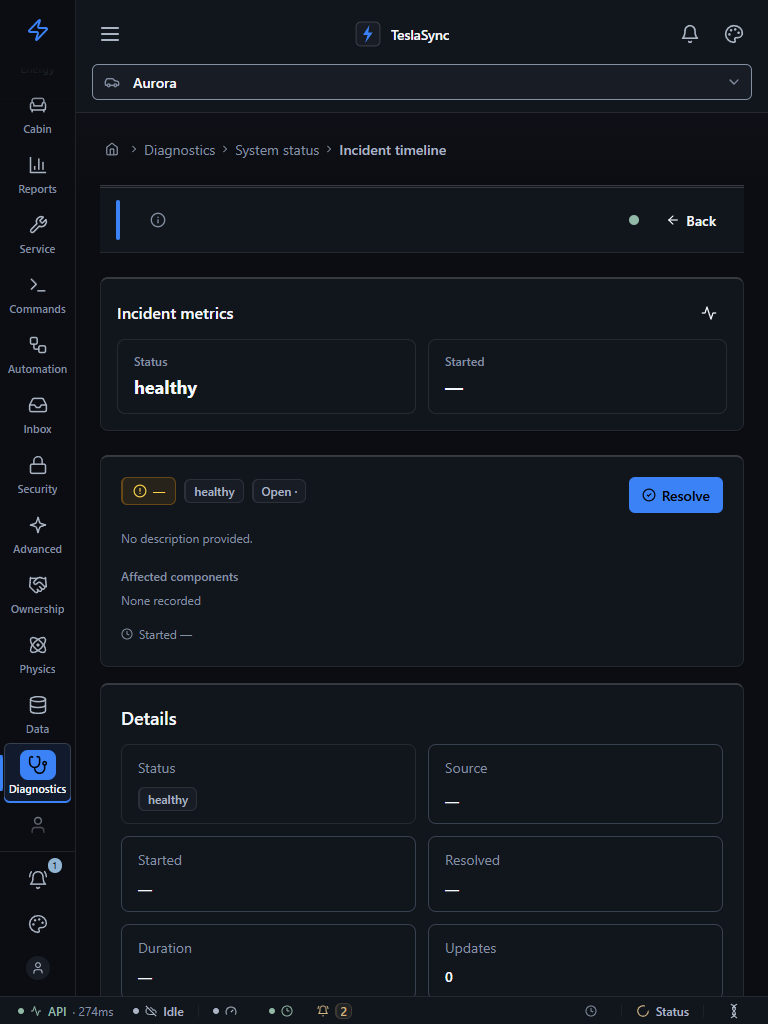 TeslaSync
Aurora
Energy
Cabin
Reports
Service
Commands
Automation
Inbox
Security
Advanced
Ownership
Physics
Data
Diagnostics
1
Diagnostics > System status > Incident timeline
← Back
Incident metrics
Status
healthy
Started
—
—
healthy
Open ·
Resolve
No description provided.
Affected components
None recorded
Started —
Details
Status
healthy
Source
—
Started
—
Resolved
—
Duration
—
Updates
0
API · 274ms
Idle
2
Status